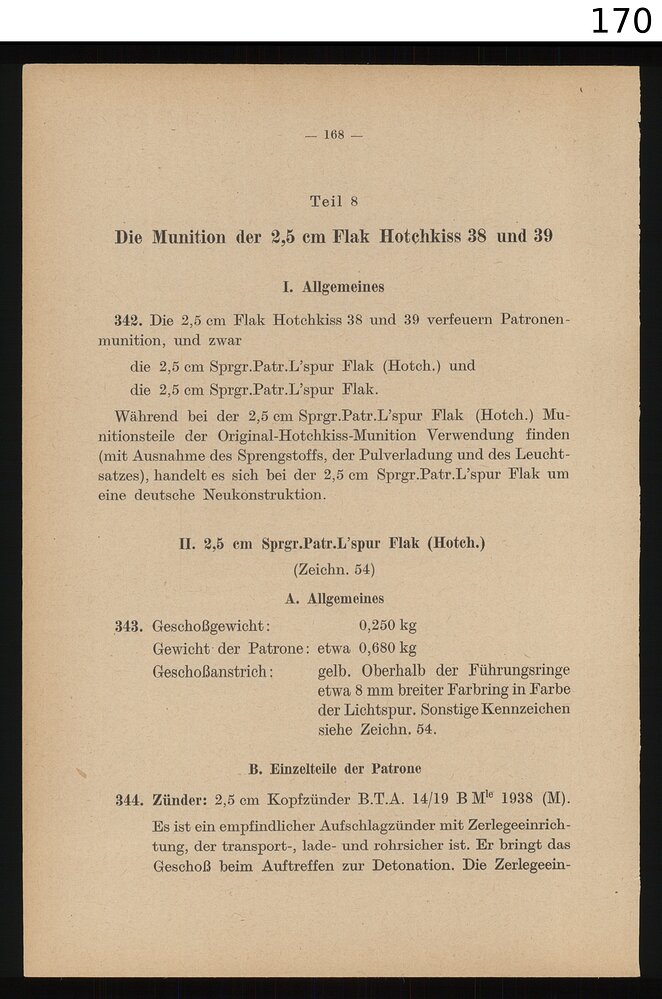 170
— 168 —
Teil 8
Die Munition der 2,5 cm Flak Hotchkiss 38 und 39
I. Allgemeines
342. Die 2,5 cm Flak Hotchkiss 38 und 39 verfeuern Patronen-
munition, und zwar
die 2,5 cm Sprgr.Patr.L'spur Flak (Hotch.) und
die 2,5 cm Sprgr.Patr.L'spur Flak.
Während bei der 2,5 cm Sprgr.Patr.L'spur Flak (Hotch.) Mu-
nitionsteile der Original-Hotchkiss-Munition Verwendung finden
(mit Ausnahme des Sprengstoffs, der Pulverladung und des Leucht-
satzes), handelt es sich bei der 2,5 cm Sprgr.Patr.L'spur Flak um
eine deutsche Neukonstruktion.
II. 2,5 cm Sprgr.Patr.L'spur Flak (Hotch.)
(Zeichn. 54)
A. Allgemeines
343. Geschoßgewicht: 0,250 kg
Gewicht der Patrone: etwa 0,680 kg
Geschoßanstrich: gelb. Oberhalb der Führungsringe
etwa 8 mm breiter Farbring in Farbe
der Lichtspur. Sonstige Kennzeichen
siehe Zeichn. 54.
B. Einzelteile der Patrone
344. Zünder: 2,5 cm Kopfzünder B.T.A. 14/19 B Mle 1938 (M).
Es ist ein empfindlicher Aufschlagzünder mit Zerlegeeinrich-
tung, der transport-, lade- und rohrsicher ist. Er bringt das
Geschoß beim Auftreffen zur Detonation. Die Zerlegeein-